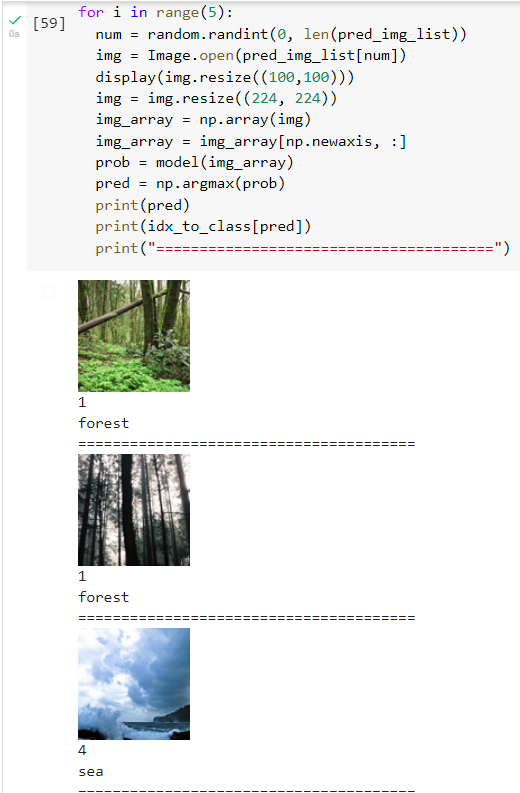 for i in range(5):
[59]
0s
num = random.randint(0, len(pred_img_list))
img = Image.open(pred_img_list[num])
display(img.resize((100,100)))
img = img.resize((224, 224))
img_array = np.array(img)
img_array = img_array[np.newaxis, :]
prob = model(img_array)
pred = np.argmax(prob)
print(pred)
print(idx_to_class[pred])
print("=======================================")
1
forest
=======================================
1
forest
=======================================
4
sea
=======================================